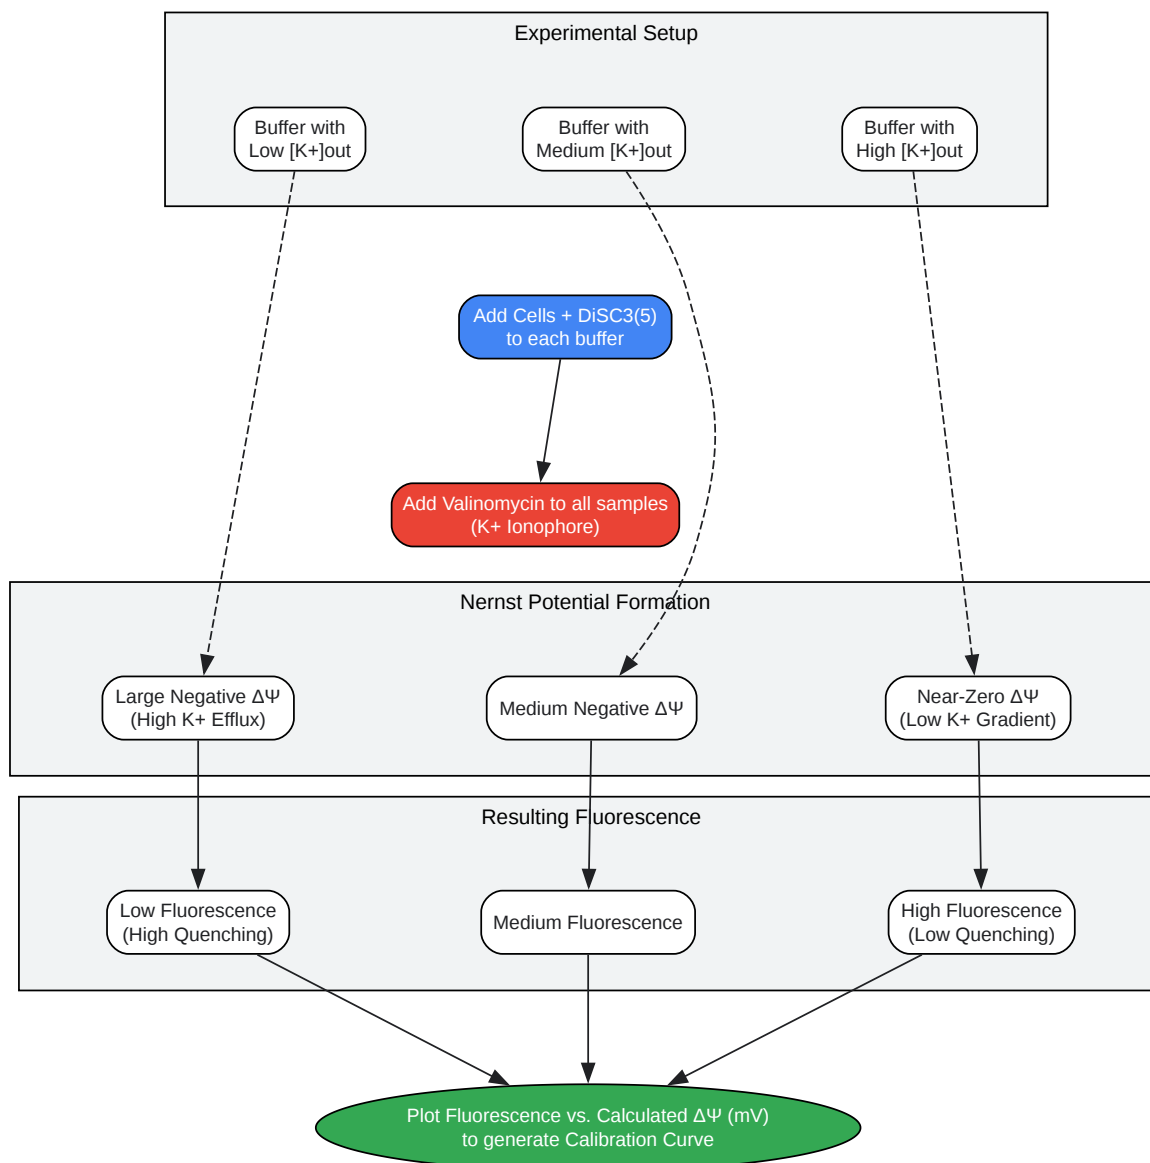 Experimental Setup
Buffer with
Low [K+]out
Buffer with
Medium [K+]out
Buffer with
High [K+]out
Add Cells + DiSC3(5)
to each buffer
Add Valinomycin to all samples
(K+ Ionophore)
Nernst Potential Formation
Large Negative ΔΨ
(High K+ Efflux)
Medium Negative ΔΨ
Near-Zero ΔΨ
(Low K+ Gradient)
Resulting Fluorescence
Low Fluorescence
(High Quenching)
Medium Fluorescence
High Fluorescence
(Low Quenching)
Plot Fluorescence vs. Calculated ΔΨ (mV)
to generate Calibration Curve